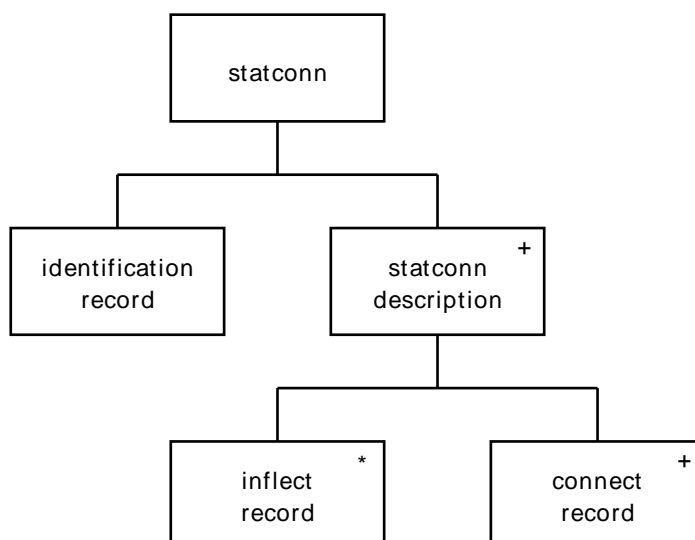 statconn
identification
record
+
statconn
description
*
inflect
record
+
connect
record